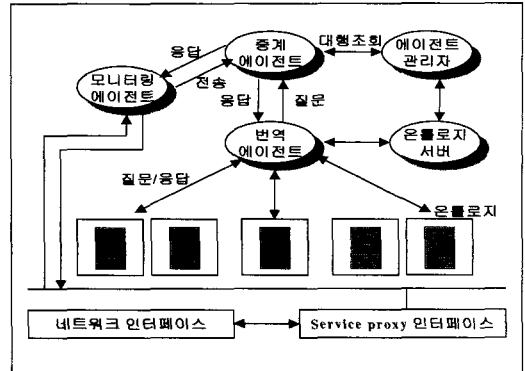 응답
중계
에이전트
대행조회
에이전트
관리자
모니터링
에이전트
전송
응답
질문
번역
에이전트
온톨로지
서버
질문/응답
온톨로지
네트워크 인터페이스
Service proxy 인터페이스